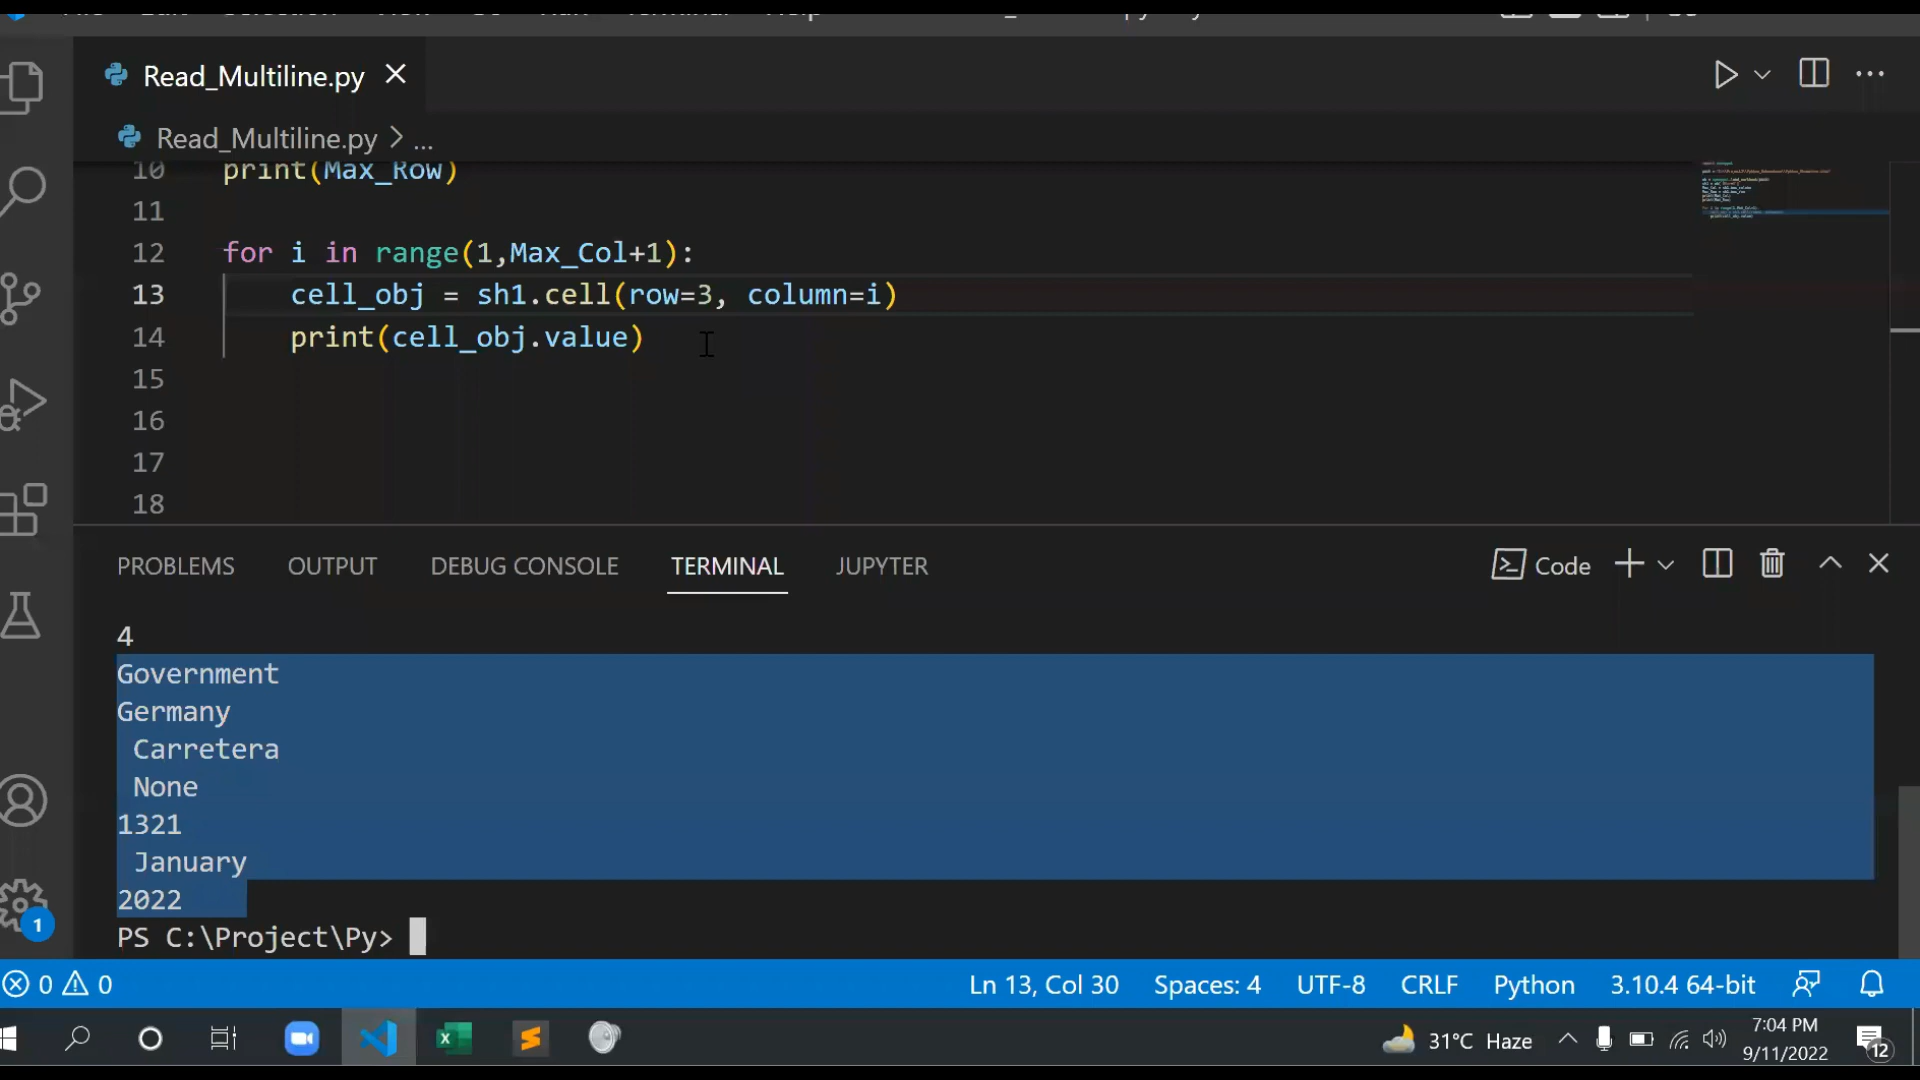 Read_Multiline.py
Read_Multiline.py > ...
10 print(Max_Row)
11
12 for i in range(1,Max_Col+1):
13 cell_obj = sh1.cell(row=3, column=i)
14 print(cell_obj.value)
15
16
17
18
PROBLEMS OUTPUT DEBUG CONSOLE TERMINAL JUPYTER Code
4
Government
Germany
Carretera
None
1321
January
2022
PS C:\Project\Py>
1
0 0 Ln 13, Col 30 Spaces: 4 UTF-8 CRLF Python 3.10.4 64-bit
31°C Haze 7:04 PM
9/11/2022
12